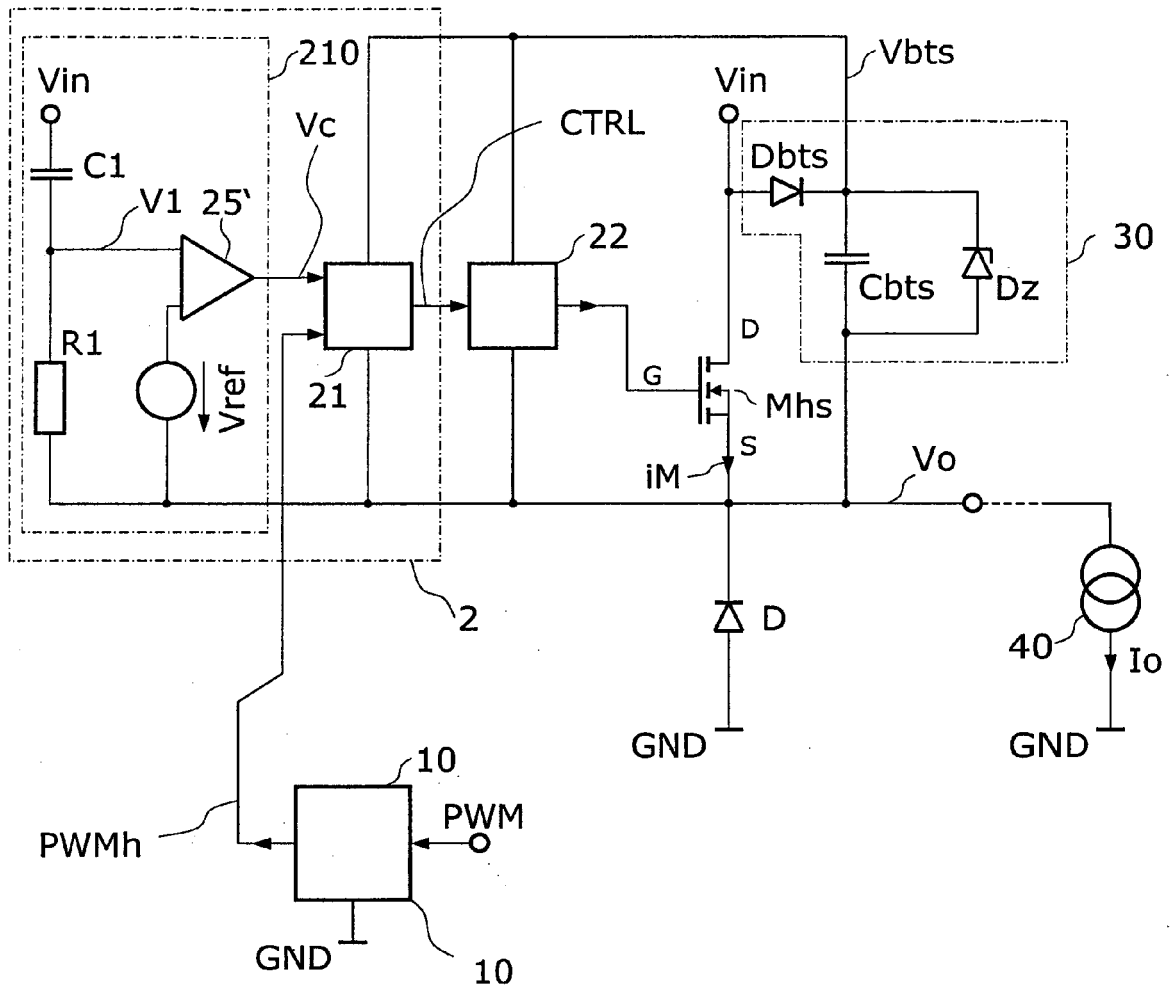 210
Vbts
Vin
Vin
Vc
CTRL
C1
Dbts
V1
25'
22
30
Cbts
Dz
R1
D
21
G
Mhs
Vref
S
iM
Vo
2
D
40
Io
GND
GND
10
PWM
PWMh
GND
10